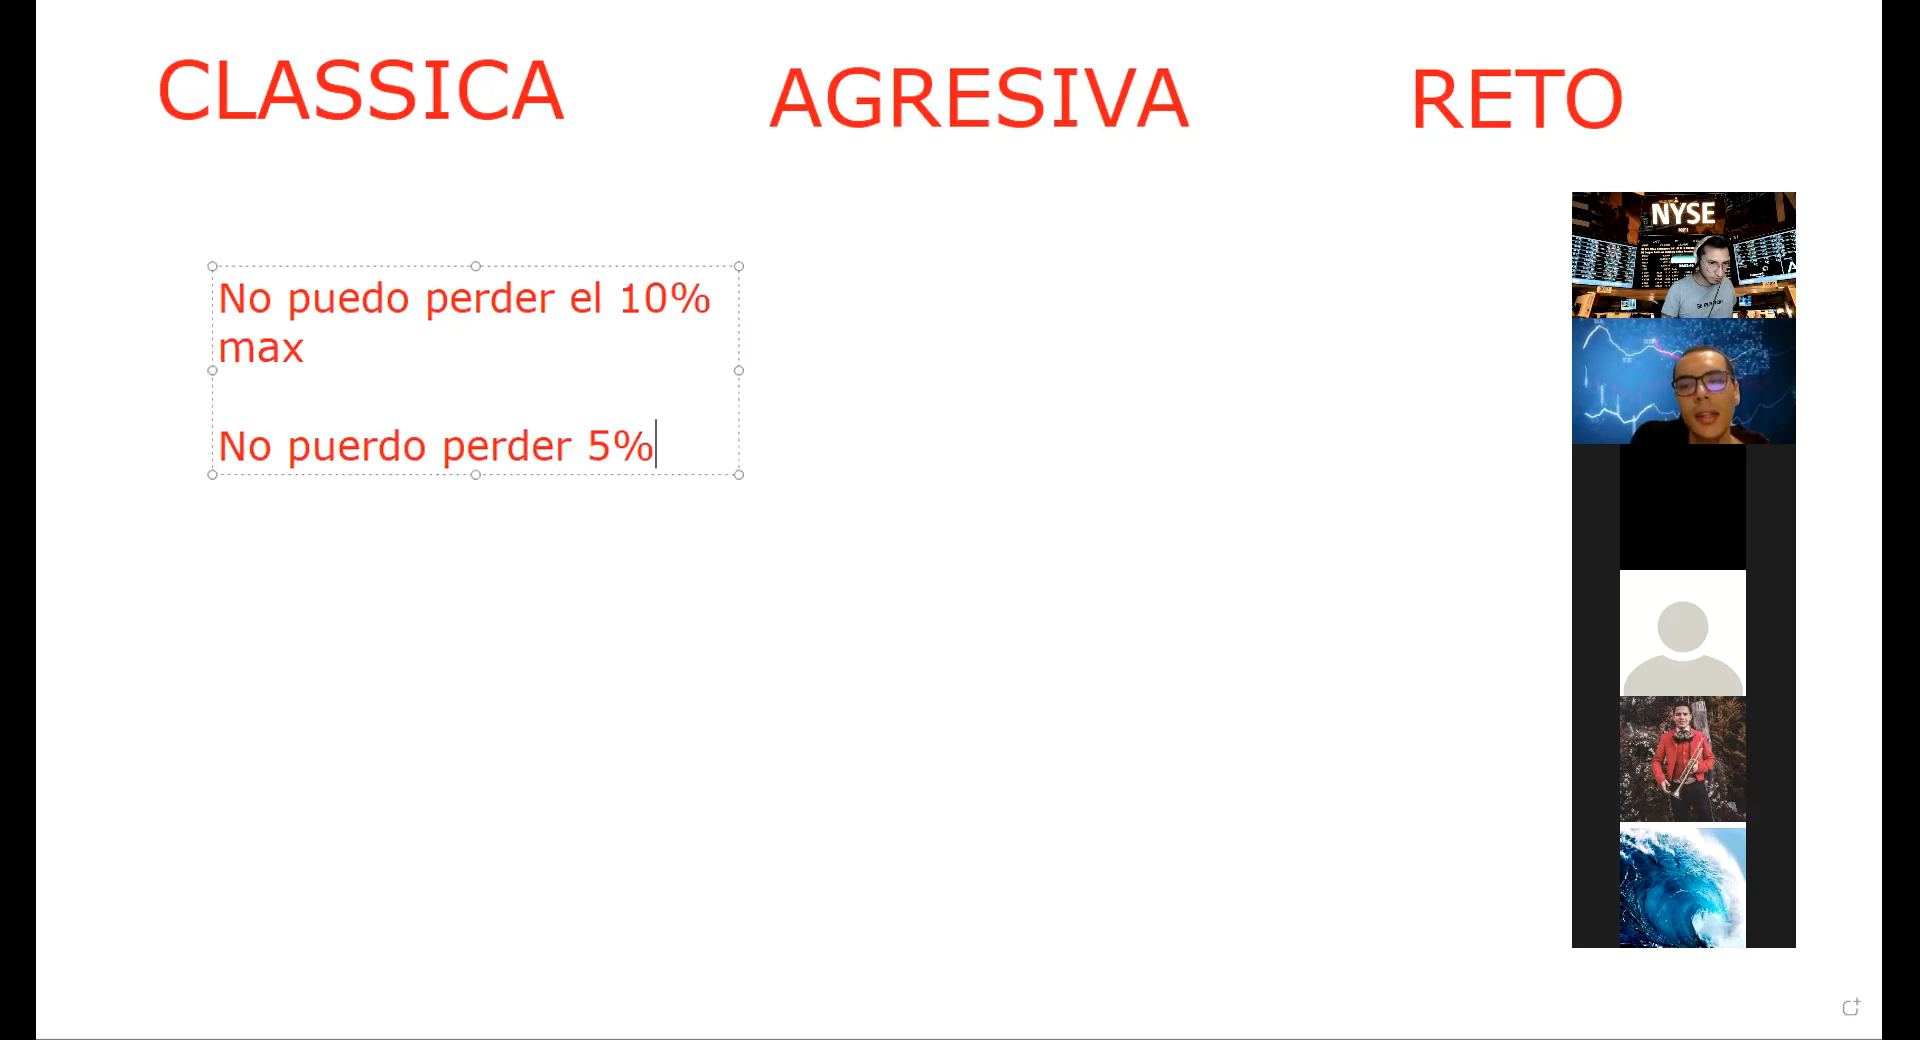 CLASSICA
AGRESIVA
RETO
NYSE
No puedo perder el 10%
max
No puerdo perder 5%